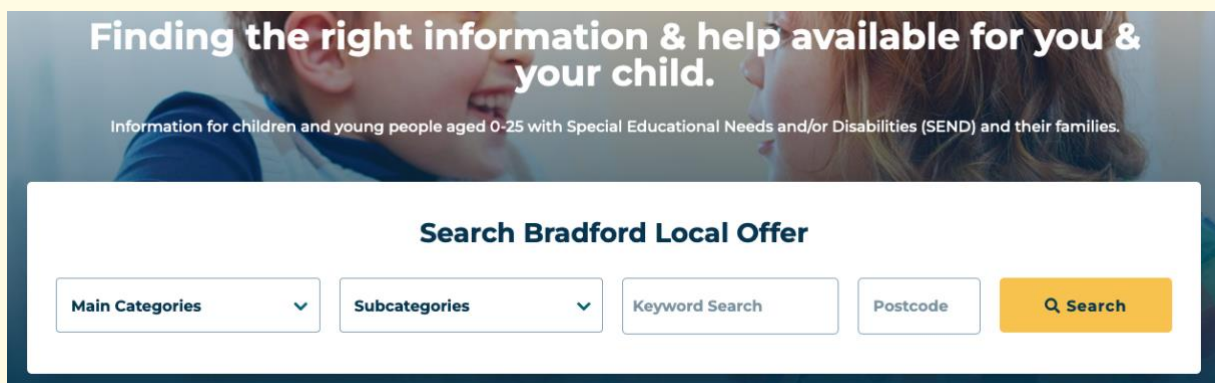 Finding the right information & help available for you &
your child.
Information for children and young people aged 0-25 with Special Educational Needs and/or Disabilities (SEND) and their families.
Search Bradford Local Offer
Main Categories Subcategories Keyword Search Postcode Search